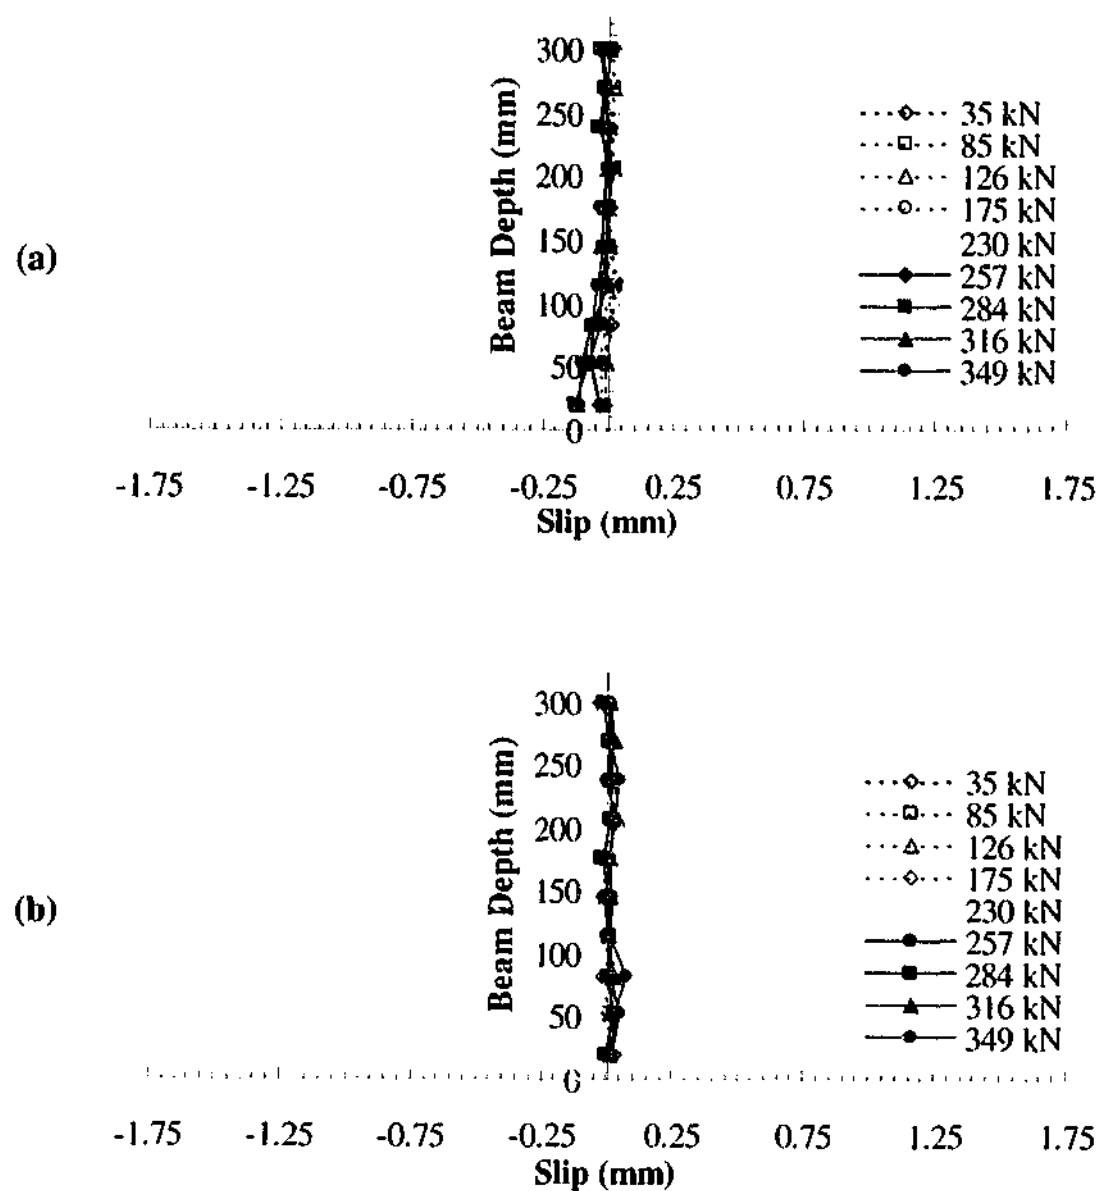 (a)
Beam Depth (mm)
300
250
200
150
100
50
0
-1.75 -1.25 -0.75 -0.25 0.25 0.75 1.25 1.75
Slip (mm)
35 kN
85 kN
126 kN
175 kN
230 kN
257 kN
284 kN
316 kN
349 kN
(b)
Beam Depth (mm)
300
250
200
150
100
50
0
-1.75 -1.25 -0.75 -0.25 0.25 0.75 1.25 1.75
Slip (mm)
35 kN
85 kN
126 kN
175 kN
230 kN
257 kN
284 kN
316 kN
349 kN